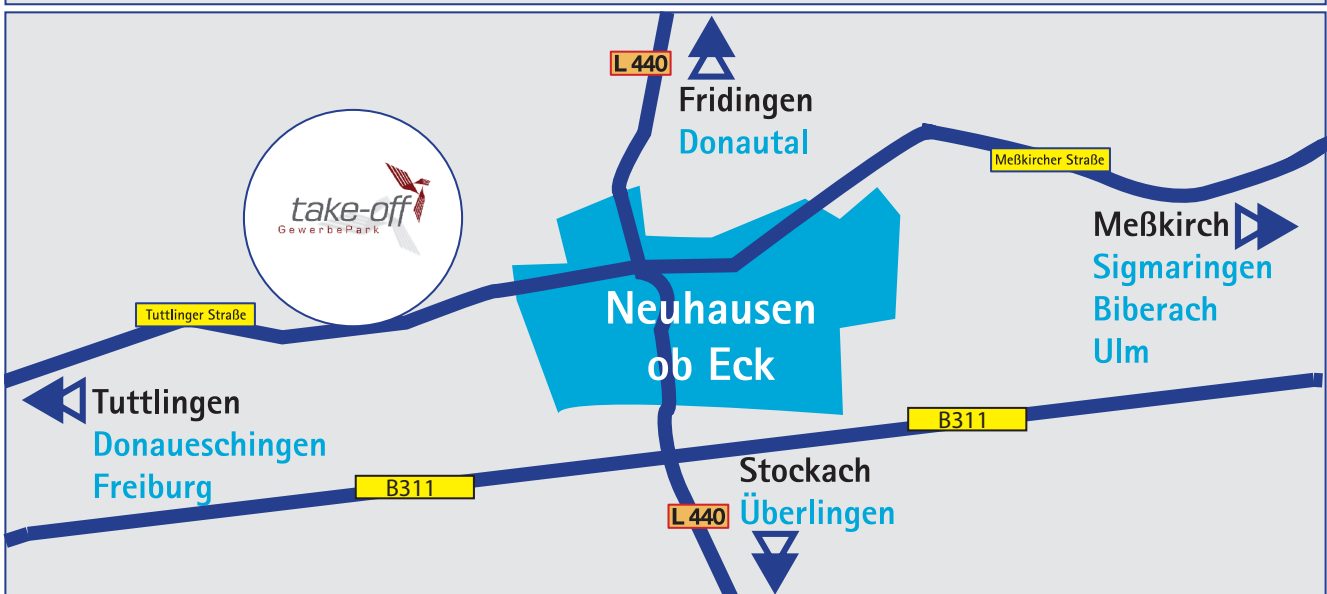 L 440
Fridingen
Donautal
Meßkircher Straße
take-off
GewerbePark
Meßkirch
Sigmaringen
Biberach
Ulm
Tuttlinger Straße
Neuhausen
ob Eck
Tuttlingen
Donaueschingen
Freiburg
B311
B311
Stockach
Überlingen
L 440